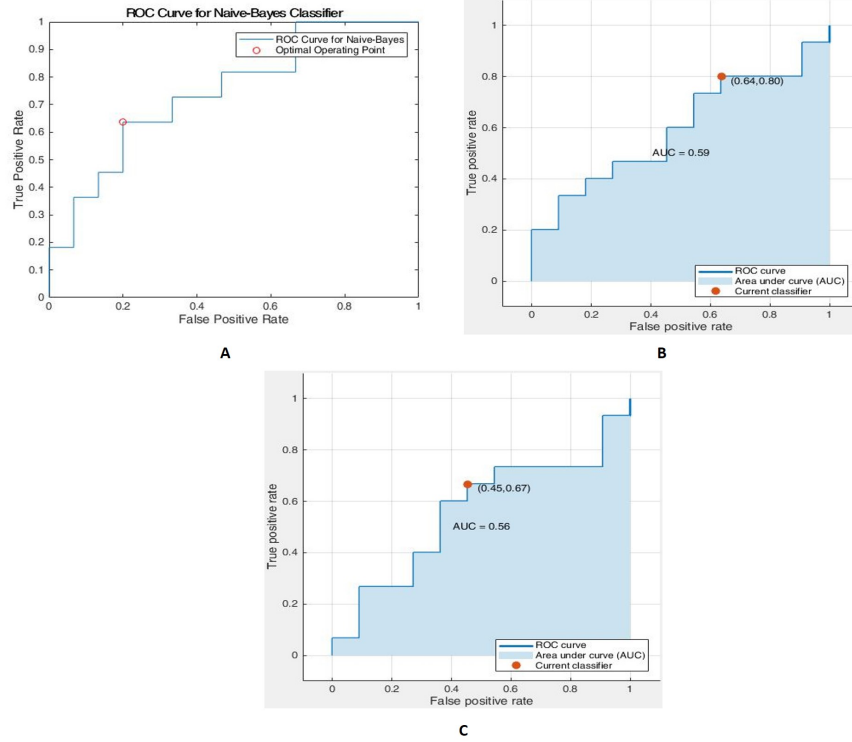 ROC Curve for Naive-Bayes Classifier
1
0.9
0.8
0.7
0.6
0.5
0.4
0.3
0.2
0.1
0
True Positive Rate
ROC Curve for Naive-Bayes
Optimal Operating Point
0 0.2 0.4 0.6 0.8 1
False Positive Rate
A
1
0.8
0.6
0.4
0.2
0
True positive rate
(0.64,0.80)
AUC = 0.59
ROC curve
Area under curve (AUC)
Current classifier
0 0.2 0.4 0.6 0.8 1
False positive rate
B
1
0.8
0.6
0.4
0.2
0
True positive rate
(0.45,0.67)
AUC = 0.56
ROC curve
Area under curve (AUC)
Current classifier
0 0.2 0.4 0.6 0.8 1
False positive rate
C